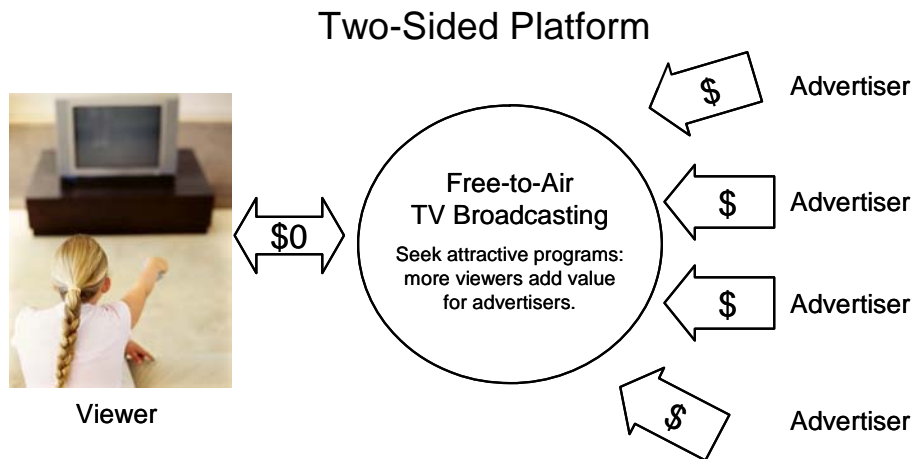 Two-Sided Platform
$
Advertiser
Free-to-Air
TV Broadcasting
Seek attractive programs:
more viewers add value
for advertisers.
$0
$
Advertiser
$
Advertiser
$
Advertiser
Viewer